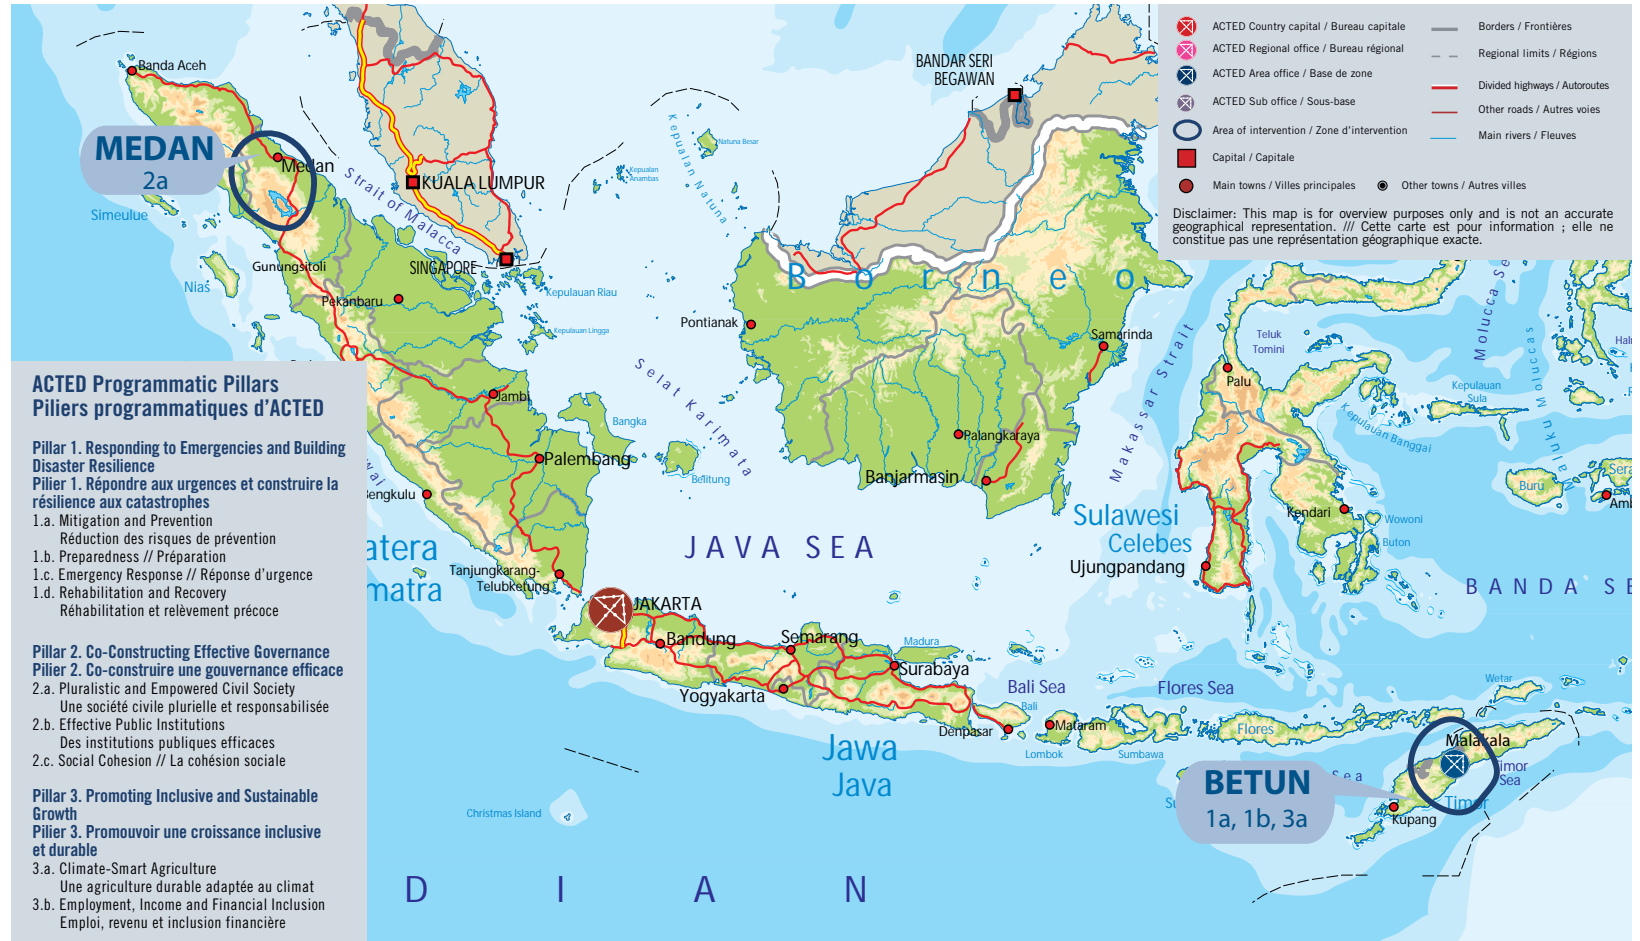 Banda Aceh
MEDAN
2a
Medan
Simeulue
Strait of Malacca
KUALA LUMPUR
Gunungsitoli
SINGAPORE
Nias
Pekanbaru
Kepulauan Riau
Kepulauan Lingga
Kepulauan Anambas
Kepualan Natuna
Natuna Besar
BANDAR SERI
BEGAWAN
Borneo
Pontianak
Samarinda
Selat Karimata
Makassar Strait
Palangkaraya
Banjarmasin
Bangka
Belitung
Jambi
Palembang
Bengkulu
atera
matra
Tanjungkarang-
Telubketung
JAVA SEA
JAKARTA
Bandung
Semarang
Madura
Surabaya
Yogyakarta
Jawa
Java
Denpasar
Bali Sea
Bali
Mataram
Lombok
Sumbawa
Flores Sea
Flores
Sulawesi
Celebes
Ujungpandang
Palu
Teluk
Tomini
Molucca Se
Moluccas
Maluku
Kepulauan
Sula
Kepulauan Banggai
Kendari
Wowoni
Buton
Buru
Sera
Amb
BANDA SE
Wetar
Malakala
Timor
Sea
Timor
Kupang
BETUN
1a, 1b, 3a
Sea
Christmas Island
D I A N
ACTED Country capital / Bureau capitale
ACTED Regional office / Bureau régional
ACTED Area office / Base de zone
ACTED Sub office / Sous-base
Area of intervention / Zone d'intervention
Capital / Capitale
Main towns / Villes principales
Other towns / Autres villes
Borders / Frontières
Regional limits / Régions
Divided highways / Autoroutes
Other roads / Autres voies
Main rivers / Fleuves
Disclaimer: This map is for overview purposes only and is not an accurate
geographical representation. /// Cette carte est pour information ; elle ne
constitue pas une représentation géographique exacte.
ACTED Programmatic Pillars
Piliers programmatiques d'ACTED
Pillar 1. Responding to Emergencies and Building
Disaster Resilience
Pilier 1. Répondre aux urgences et construire la
résilience aux catastrophes
1.a. Mitigation and Prevention
Réduction des risques de prévention
1.b. Preparedness // Préparation
1.c. Emergency Response // Réponse d'urgence
1.d. Rehabilitation and Recovery
Réhabilitation et relèvement précoce
Pillar 2. Co-Constructing Effective Governance
Pilier 2. Co-construire une gouvernance efficace
2.a. Pluralistic and Empowered Civil Society
Une société civile plurielle et responsabilisée
2.b. Effective Public Institutions
Des institutions publiques efficaces
2.c. Social Cohesion // La cohésion sociale
Pillar 3. Promoting Inclusive and Sustainable
Growth
Pilier 3. Promouvoir une croissance inclusive
et durable
3.a. Climate-Smart Agriculture
Une agriculture durable adaptée au climat
3.b. Employment, Income and Financial Inclusion
Emploi, revenu et inclusion financière